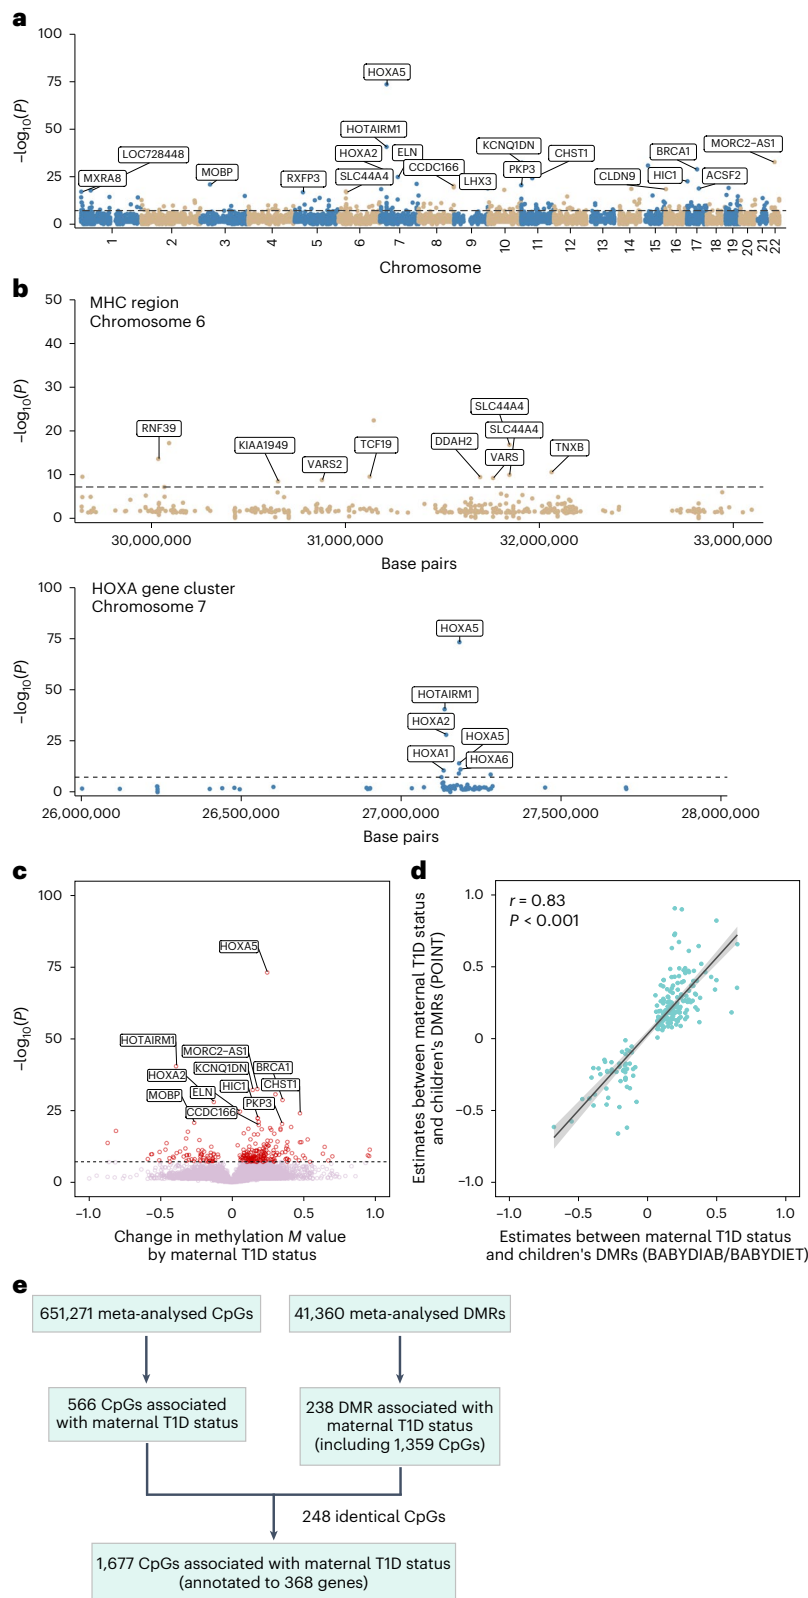 a
100
75
50
25
0
−log10(P)
HOXA5
HOTAIRM1
HOXA2
ELN
KCNQ1DN
CHST1
BRCA1
MORC2−AS1
LOC728448
MXRA8
MOBP
RXFP3
SLC44A4
CCDC166
LHX3
PKP3
CLDN9
HIC1
ACSF2
1 2 3 4 5 6 7 8 9 10 11 12 13 14 15 16 17 18 19 20 21 22
Chromosome
b
MHC region
Chromosome 6
50
40
30
20
10
0
−log10(P)
RNF39
KIAA1949
VARS2
TCF19
DDAH2
SLC44A4
SLC44A4
VARS
TNXB
30,000,000 31,000,000 32,000,000 33,000,000
Base pairs
HOXA gene cluster
Chromosome 7
100
75
50
25
0
−log10(P)
HOXA5
HOTAIRM1
HOXA2
HOXA5
HOXA1
HOXA6
26,000,000 26,500,000 27,000,000 27,500,000 28,000,000
Base pairs
c
100
75
50
25
0
−log10(P)
HOXA5
HOTAIRM1
MORC2−AS1
HOXA2
KCNQ1DN
BRCA1
MOBP
ELN
HIC1
CHST1
CCDC166
PKP3
−1.0 −0.5 0 0.5 1.0
Change in methylation M value
by maternal T1D status
d
r = 0.83
P < 0.001
1.0
0.5
0
−0.5
−1.0
Estimates between maternal T1D status
and children's DMRs (POINT)
−1.0 −0.5 0 0.5 1.0
Estimates between maternal T1D status
and children's DMRs (BABYDIAB/BABYDIET)
e
651,271 meta-analysed CpGs
41,360 meta-analysed DMRs
566 CpGs associated
with maternal T1D status
238 DMR associated with
maternal T1D status
(including 1,359 CpGs)
248 identical CpGs
1,677 CpGs associated with maternal T1D status
(annotated to 368 genes)